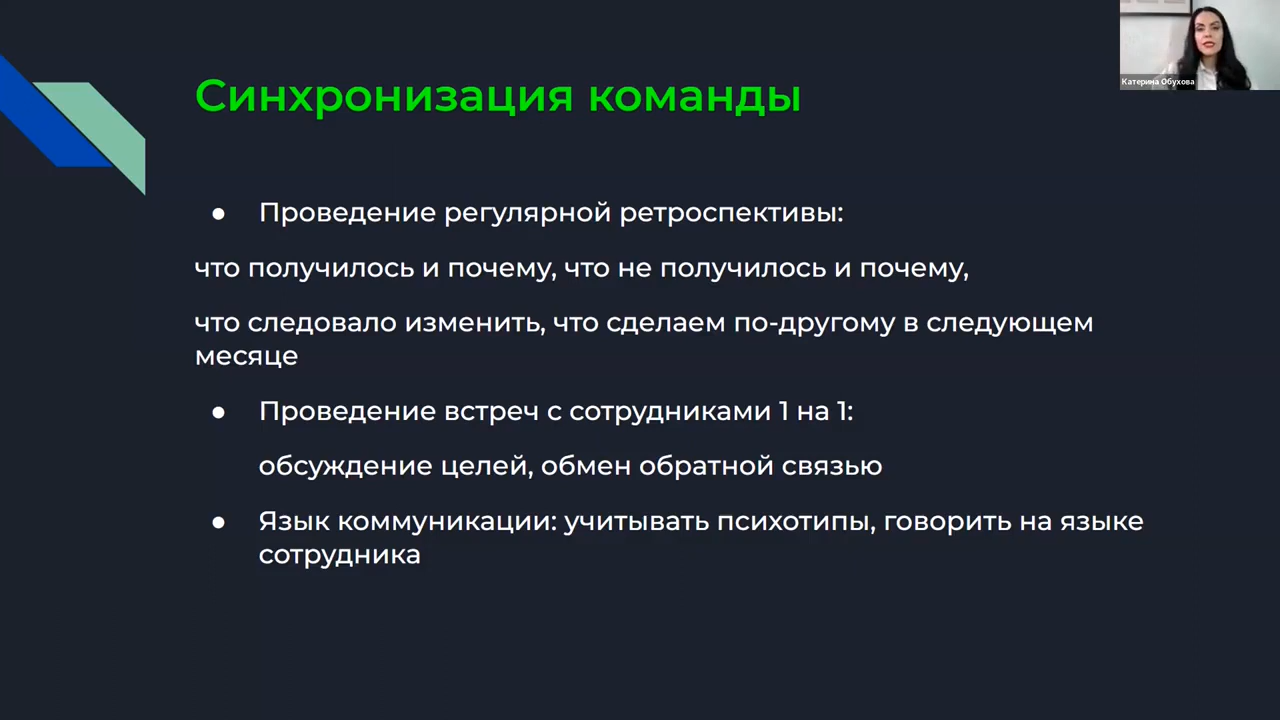 Катерина Обухова
Синхронизация команды
● Проведение регулярной ретроспективы:
что получилось и почему, что не получилось и почему,
что следовало изменить, что сделаем по-другому в следующем
месяце
● Проведение встреч с сотрудниками 1 на 1:
обсуждение целей, обмен обратной связью
● Язык коммуникации: учитывать психотипы, говорить на языке
сотрудника